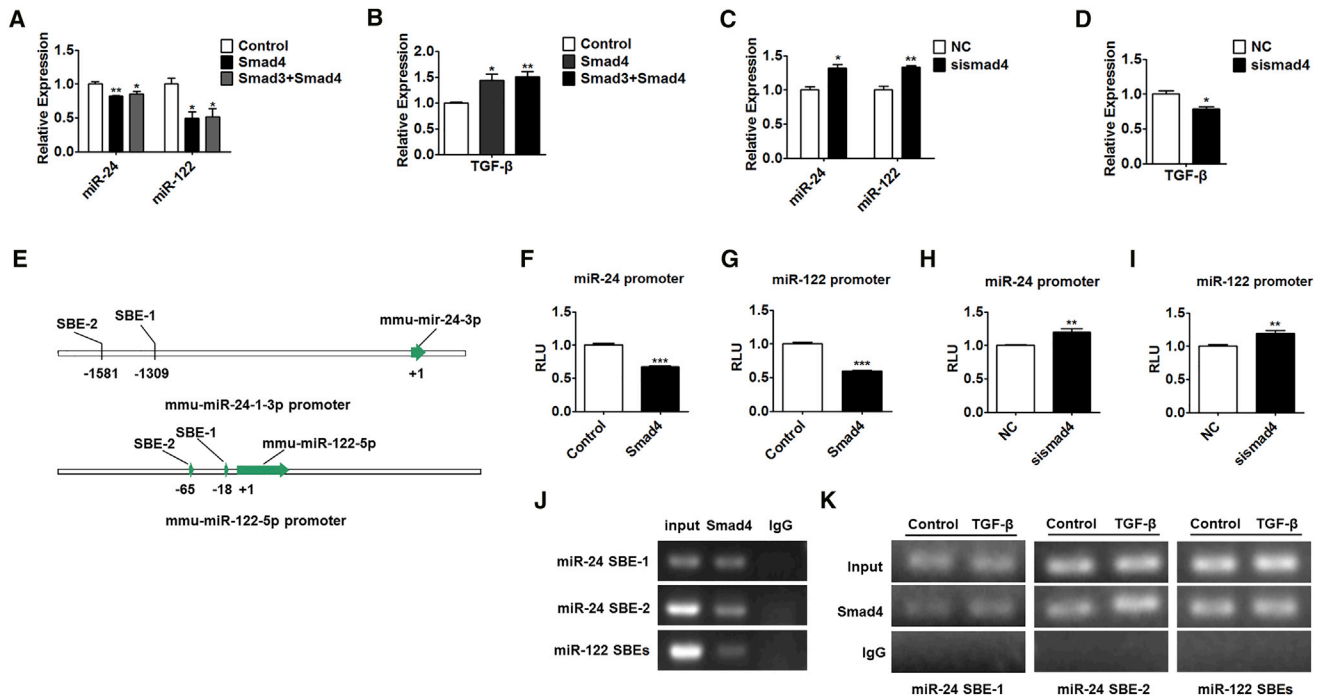 A
Relative Expression
1.5
1.0
0.5
0.0
** *
* *
miR-24
miR-122
Control
Smad4
Smad3+Smad4
B
Relative Expression
2.0
1.5
1.0
0.5
0.0
* **
TGF-β
Control
Smad4
Smad3+Smad4
C
Relative Expression
1.5
1.0
0.5
0.0
* **
miR-24
miR-122
NC
sismad4
D
Relative Expression
1.5
1.0
0.5
0.0
*
TGF-β
NC
sismad4
E
SBE-2
SBE-1
mmu-mir-24-3p
-1581
-1309
+1
mmu-miR-24-1-3p promoter
SBE-2
SBE-1
mmu-miR-122-5p
-65
-18
+1
mmu-miR-122-5p promoter
F
miR-24 promoter
RLU
1.5
1.0
0.5
0.0
***
Control
Smad4
G
miR-122 promoter
RLU
1.5
1.0
0.5
0.0
***
Control
Smad4
H
miR-24 promoter
RLU
1.5
1.0
0.5
0.0
**
NC
sismad4
I
miR-122 promoter
RLU
1.5
1.0
0.5
0.0
**
NC
sismad4
J
input Smad4 IgG
miR-24 SBE-1
miR-24 SBE-2
miR-122 SBEs
K
Control TGF-β Control TGF-β Control TGF-β
Input
Smad4
IgG
miR-24 SBE-1 miR-24 SBE-2 miR-122 SBEs